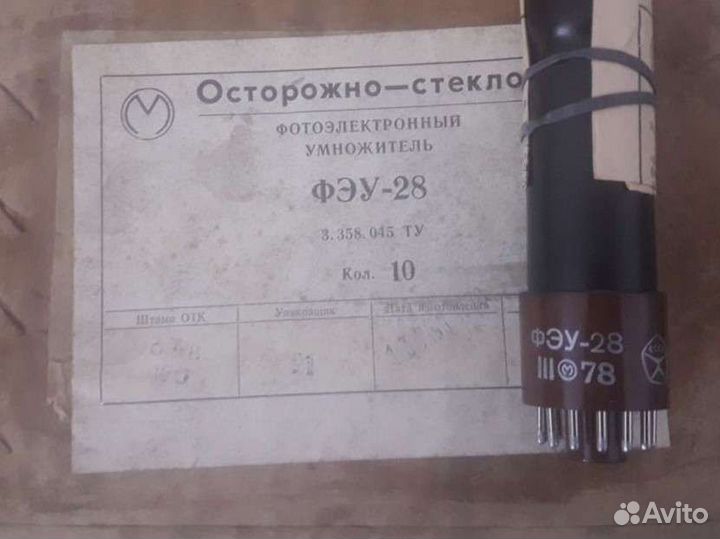 Осторожно—стекло
ФОТОЭЛЕКТРОННЫЙ
УМНОЖИТЕЛЬ
ФЭУ-28
3.358.045 ТУ
Кол. 10
Штамп ОТК
Упаковщик
Дата изготовления
ФЭУ-28
III М 78
Avito